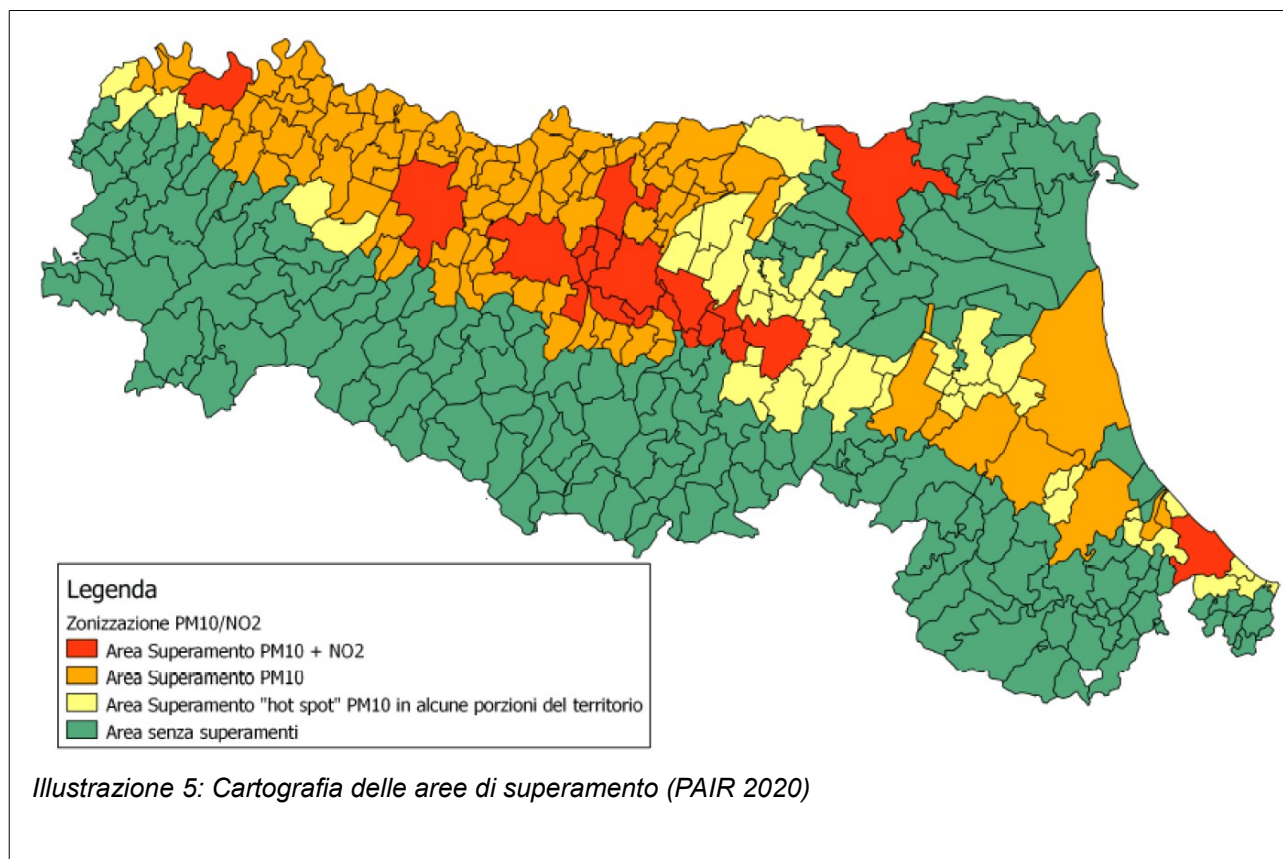 Legenda
Zonizzazione PM10/NO2
Area Superamento PM10 + NO2
Area Superamento PM10
Area Superamento "hot spot" PM10 in alcune porzioni del territorio
Area senza superamenti
Illustrazione 5: Cartografia delle aree di superamento (PAIR 2020)